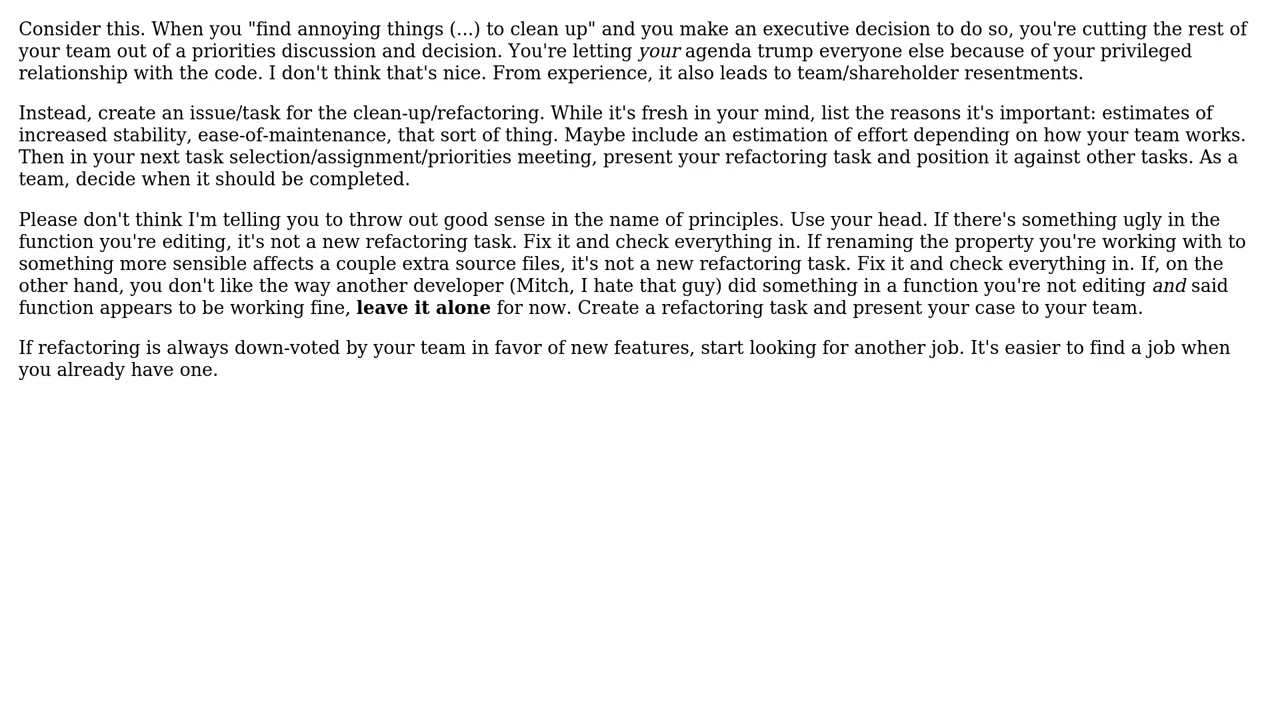 Consider this. When you "find annoying things (...) to clean up" and you make an executive decision to do so, you're cutting the rest of
your team out of a priorities discussion and decision. You're letting your agenda trump everyone else because of your privileged
relationship with the code. I don't think that's nice. From experience, it also leads to team/shareholder resentments.
Instead, create an issue/task for the clean-up/refactoring. While it's fresh in your mind, list the reasons it's important: estimates of
increased stability, ease-of-maintenance, that sort of thing. Maybe include an estimation of effort depending on how your team works.
Then in your next task selection/assignment/priorities meeting, present your refactoring task and position it against other tasks. As a
team, decide when it should be completed.
Please don't think I'm telling you to throw out good sense in the name of principles. Use your head. If there's something ugly in the
function you're editing, it's not a new refactoring task. Fix it and check everything in. If renaming the property you're working with to
something more sensible affects a couple extra source files, it's not a new refactoring task. Fix it and check everything in. If, on the
other hand, you don't like the way another developer (Mitch, I hate that guy) did something in a function you're not editing and said
function appears to be working fine, leave it alone for now. Create a refactoring task and present your case to your team.
If refactoring is always down-voted by your team in favor of new features, start looking for another job. It's easier to find a job when
you already have one.